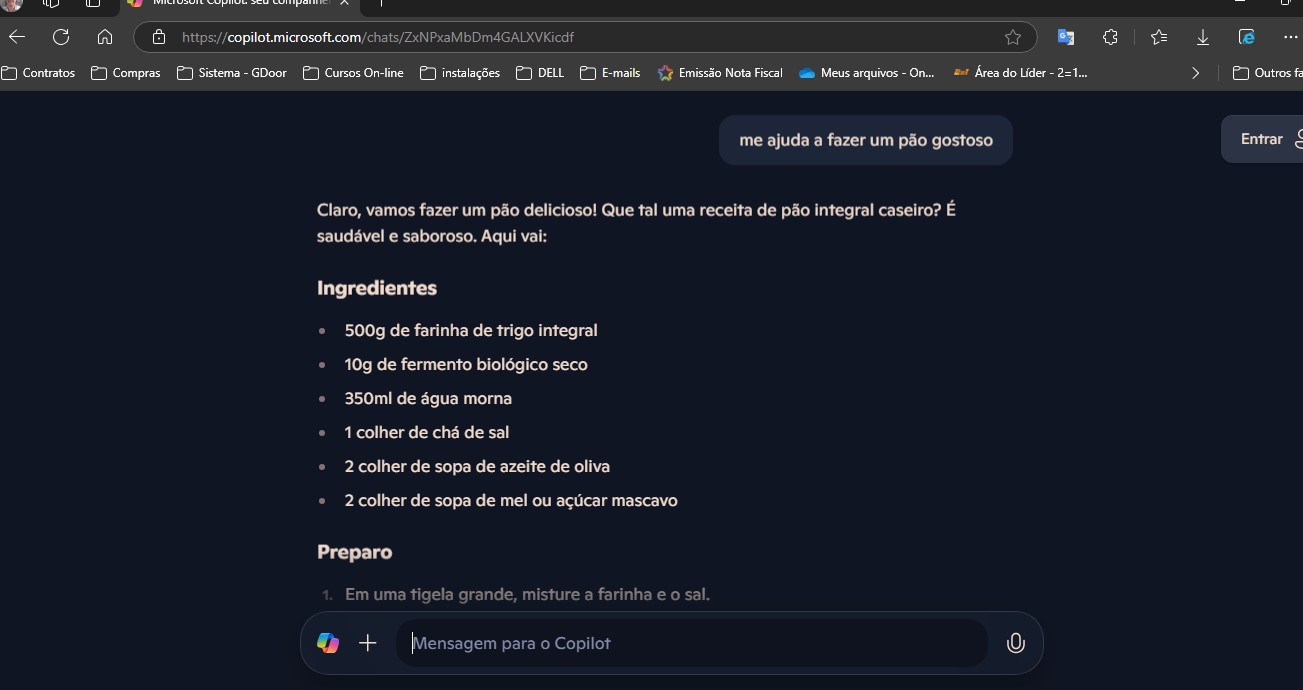 Microsoft Copilot: seu companhei
https://copilot.microsoft.com/chats/ZxNPxaMbDm4GALXVKicdf
Contratos Compras Sistema - GDoor Cursos On-line instalações DELL E-mails Emissão Nota Fiscal Meus arquivos - On... Área do Líder - 2=1... Outros fa
me ajuda a fazer um pão gostoso
Entrar
Claro, vamos fazer um pão delicioso! Que tal uma receita de pão integral caseiro? É
saudável e saboroso. Aqui vai:
Ingredientes
500g de farinha de trigo integral
10g de fermento biológico seco
350ml de água morna
1 colher de chá de sal
2 colher de sopa de azeite de oliva
2 colher de sopa de mel ou açúcar mascavo
Preparo
1. Em uma tigela grande, misture a farinha e o sal.
Mensagem para o Copilot